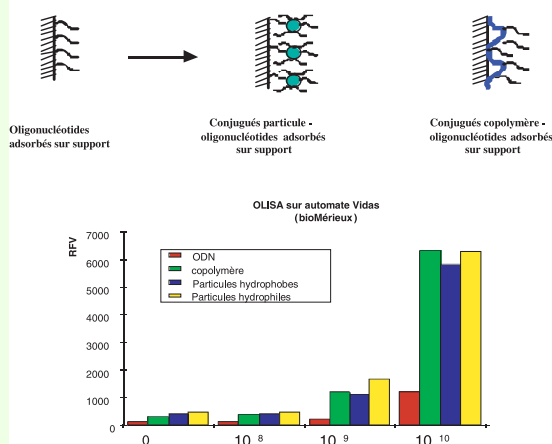 Oligonucléotides
adsorbés sur support
Conjugués particule -
oligonucléotides adsorbés
sur support
Conjugués copolymère -
oligonucléotides adsorbés
sur support
OLISA sur automate Vidas
(bioMérieux)
RFV
7000
6000
5000
4000
3000
2000
1000
0
ODN
copolymère
Particules hydrophobes
Particules hydrophiles
0
10 8
10 9
10 10